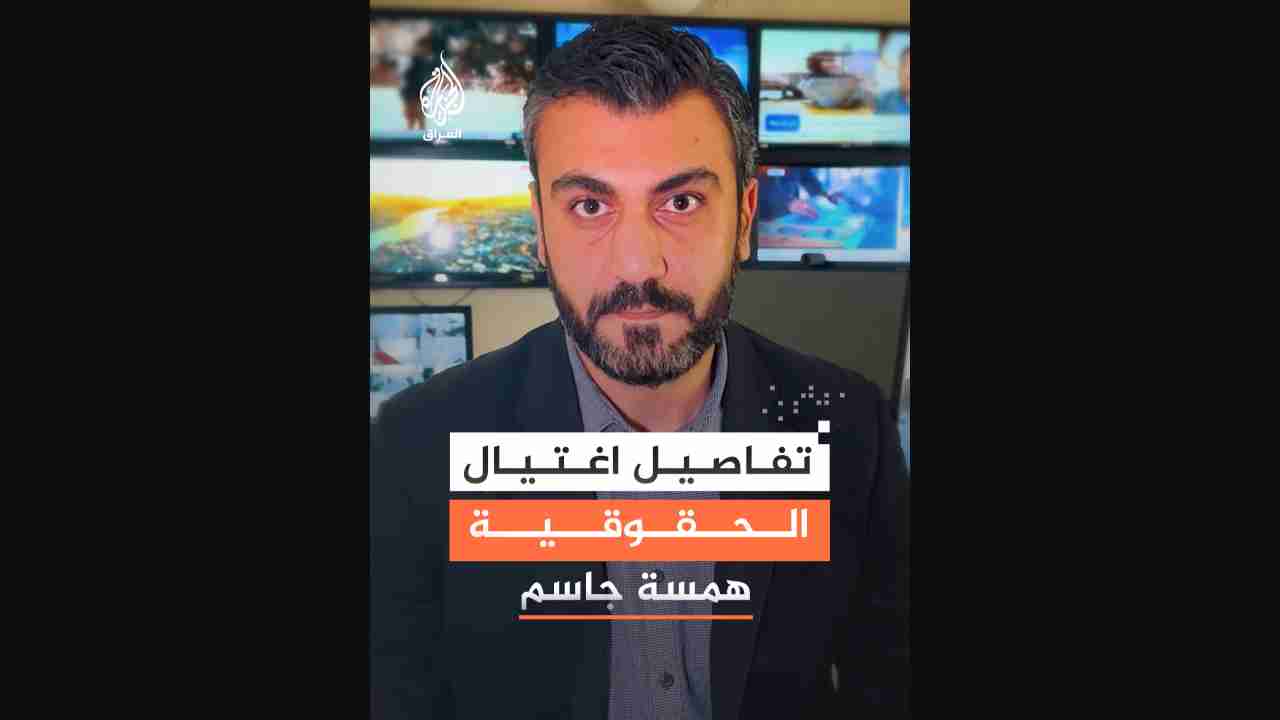 الجزيرة
العراق
تفاصيل اغتيال
الحقوقية
همسة جاسم